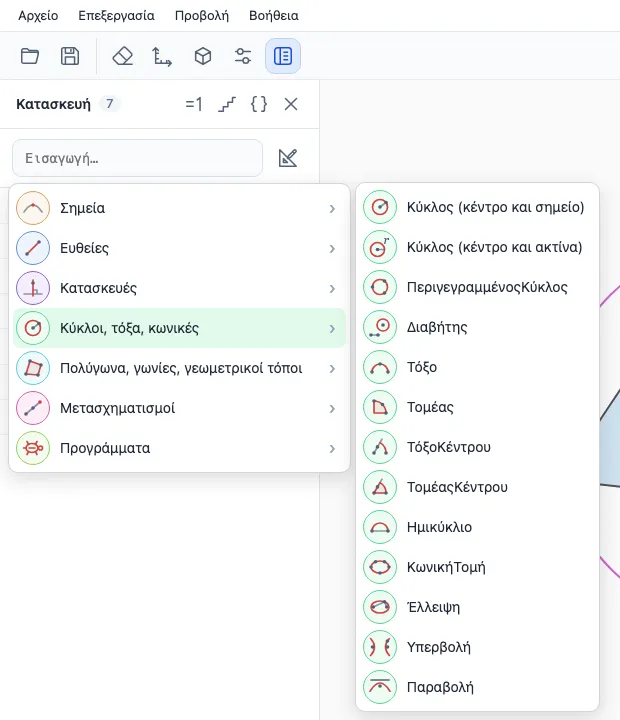 Αρχείο Επεξεργασία Προβολή Βοήθεια
Κατασκευή 7 =1 { }
Εισαγωγή...
Σημεία
Ευθείες
Κατασκευές
Κύκλοι, τόξα, κωνικές
Πολύγωνα, γωνίες, γεωμετρικοί τόποι
Μετασχηματισμοί
Προγράμματα
Κύκλος (κέντρο και σημείο)
r
Κύκλος (κέντρο και ακτίνα)
ΠεριγεγραμμένοςΚύκλος
Διαβήτης
Τόξο
Τομέας
ΤόξοΚέντρου
ΤομέαςΚέντρου
Ημικύκλιο
ΚωνικήΤομή
Έλλειψη
Υπερβολή
Παραβολή